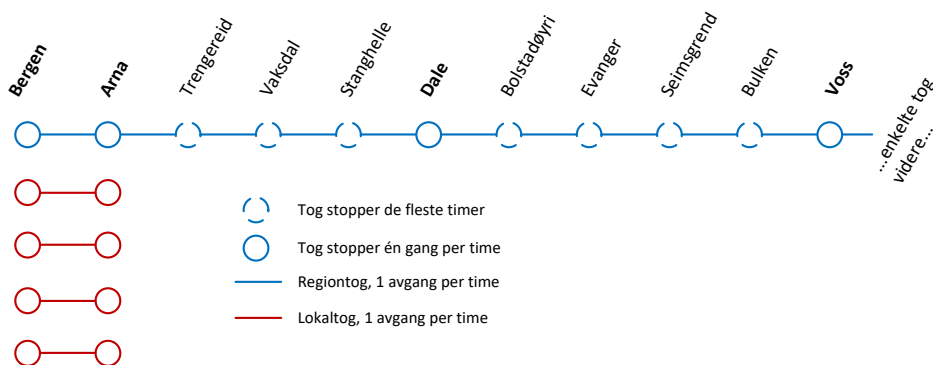 Bergen
Arna
Trengereid
Vaksdal
Stanghelle
Dale
Bolstadøyri
Evanger
Seimsgrend
Bulken
Voss
...enkelte tog
videre...
Tog stopper de fleste timer
Tog stopper én gang per time
Regiontog, 1 avgang per time
Lokaltog, 1 avgang per time